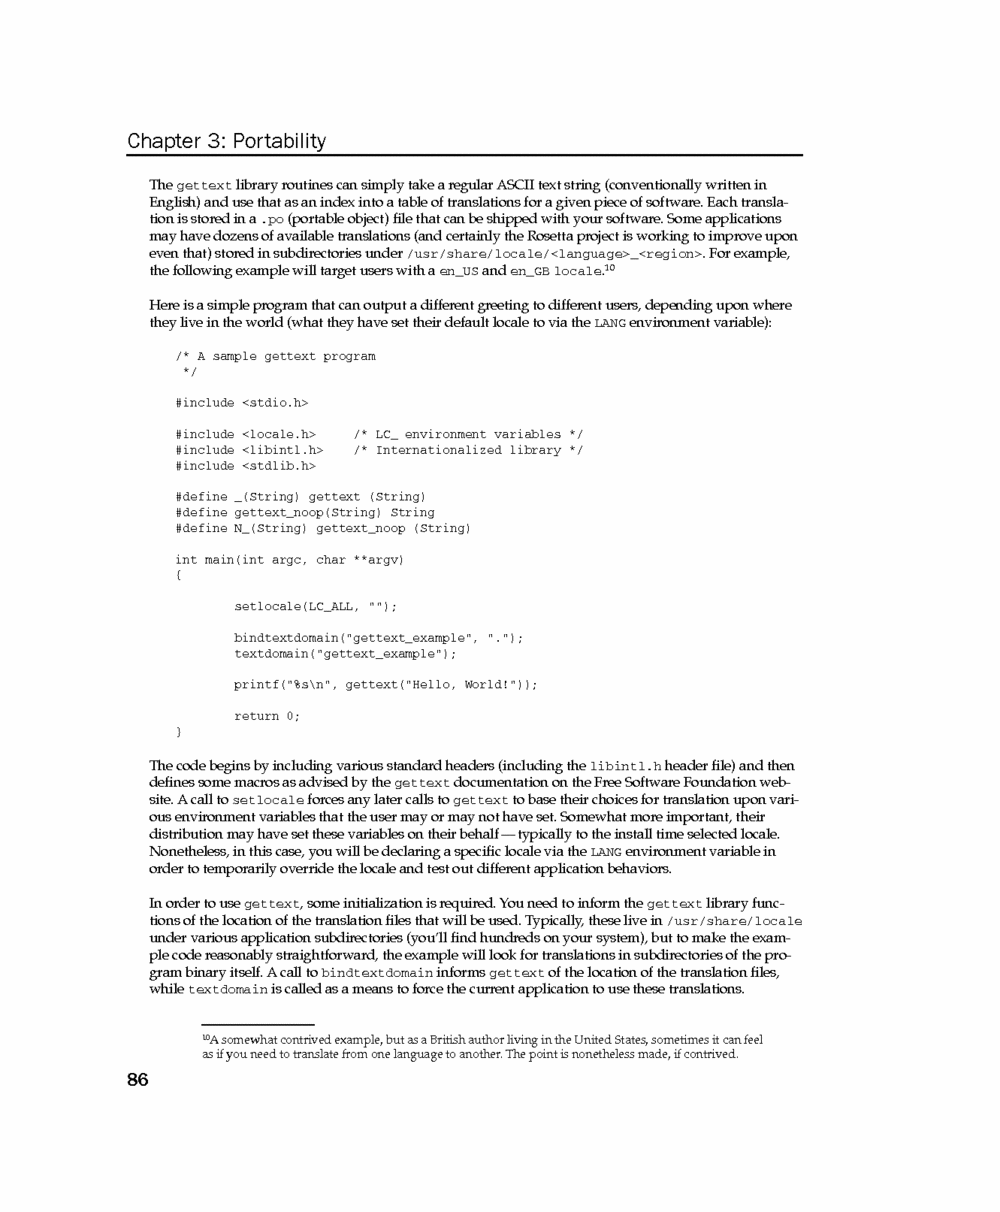 Chapter 3: Portability
The gettext library routines can simply take a regular ASCII text string (conventionally written in
English) and use that as an index into a table of translations for a given piece of software. Each transla-
tion is stored in a .po (portable object) file that can be shipped with your software. Some applications
may have dozens of available translations (and certainly the Rosetta project is working to improve upon
even that) stored in subdirectories under /usr/share/locale/<language>_<region>. For example,
the following example will target users with a en_US and en_GB locale.10
Here is a simple program that can output a different greeting to different users, depending upon where
they live in the world (what they have set their default locale to via the LANG environment variable):
/* A sample gettext program
 */
#include <stdio.h>
#include <locale.h>     /* LC_ environment variables */
#include <libintl.h>    /* Internationalized library */
#include <stdlib.h>
#define _(String) gettext (String)
#define gettext_noop(String) String
#define N_(String) gettext_noop (String)
int main(int argc, char **argv)
{
        setlocale(LC_ALL, "");
        bindtextdomain("gettext_example", ".");
        textdomain("gettext_example");
        printf("%s\n", gettext("Hello, World!"));
        return 0;
}
The code begins by including various standard headers (including the libintl.h header file) and then
defines some macros as advised by the gettext documentation on the Free Software Foundation web-
site. A call to setlocale forces any later calls to gettext to base their choices for translation upon vari-
ous environment variables that the user may or may not have set. Somewhat more important, their
distribution may have set these variables on their behalf — typically to the install time selected locale.
Nonetheless, in this case, you will be declaring a specific locale via the LANG environment variable in
order to temporarily override the locale and test out different application behaviors.
In order to use gettext, some initialization is required. You need to inform the gettext library func-
tions of the location of the translation files that will be used. Typically, these live in /usr/share/locale
under various application subdirectories (you'll find hundreds on your system), but to make the exam-
ple code reasonably straightforward, the example will look for translations in subdirectories of the pro-
gram binary itself. A call to bindtextdomain informs gettext of the location of the translation files,
while textdomain is called as a means to force the current application to use these translations.
10A somewhat contrived example, but as a British author living in the United States, sometimes it can feel
as if you need to translate from one language to another. The point is nonetheless made, if contrived.
86